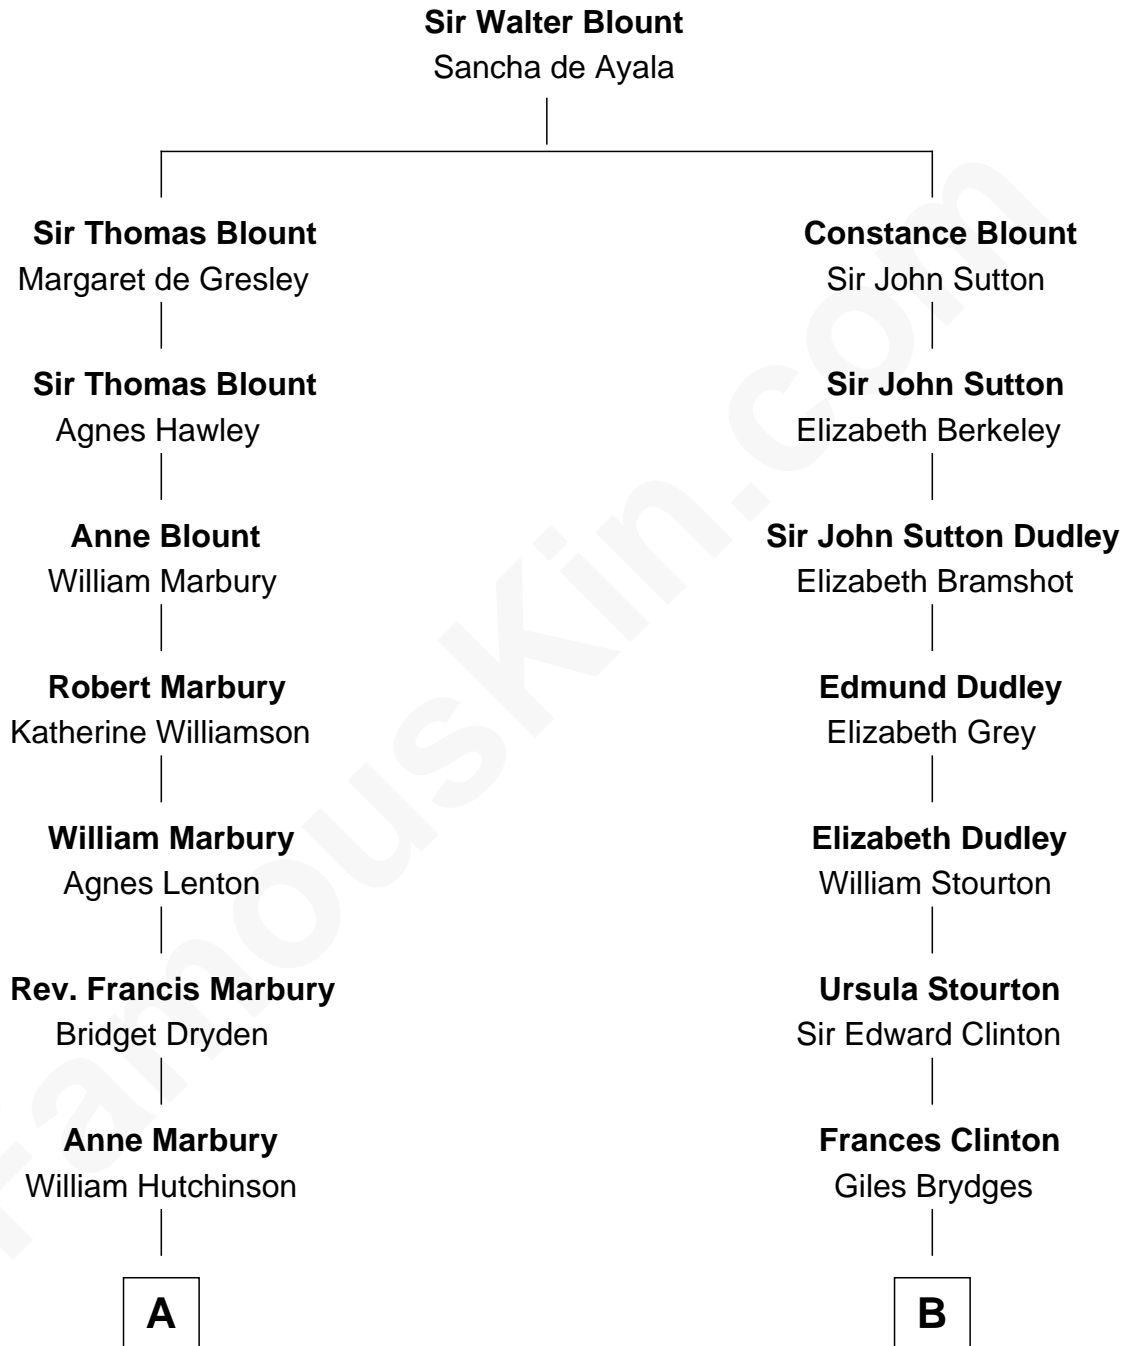 Sir Walter Blount
Sancha de Ayala
Sir Thomas Blount
Margaret de Gresley
Sir Thomas Blount
Agnes Hawley
Anne Blount
William Marbury
Robert Marbury
Katherine Williamson
William Marbury
Agnes Lenton
Rev. Francis Marbury
Bridget Dryden
Anne Marbury
William Hutchinson
A
Constance Blount
Sir John Sutton
Sir John Sutton
Elizabeth Berkeley
Sir John Sutton Dudley
Elizabeth Bramshot
Edmund Dudley
Elizabeth Grey
Elizabeth Dudley
William Stourton
Ursula Stourton
Sir Edward Clinton
Frances Clinton
Giles Brydges
B
FamousKin.com